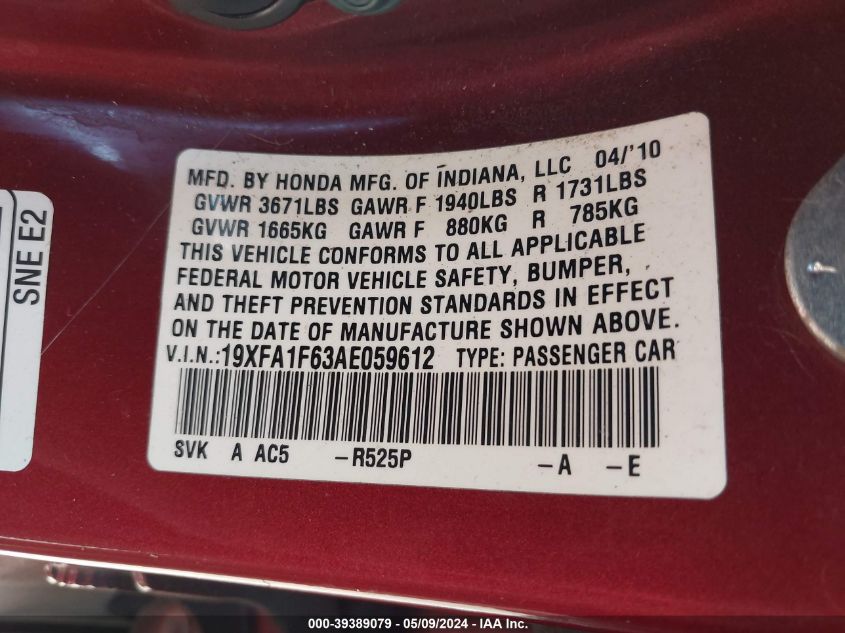 MFD. BY HONDA MFG. OF INDIANA, LLC 04/'10
GVWR 3671LBS GAWR F 1940LBS R 1731LBS
GVWR 1665KG GAWR F 880KG R 785KG
THIS VEHICLE CONFORMS TO ALL APPLICABLE
FEDERAL MOTOR VEHICLE SAFETY, BUMPER,
AND THEFT PREVENTION STANDARDS IN EFFECT
ON THE DATE OF MANUFACTURE SHOWN ABOVE.
V.I.N.:19XFA1F63AE059612 TYPE: PASSENGER CAR
SVK A AC5 -R525P -A -E
SNE E2
000-39389079 - 05/09/2024 - IAA Inc.